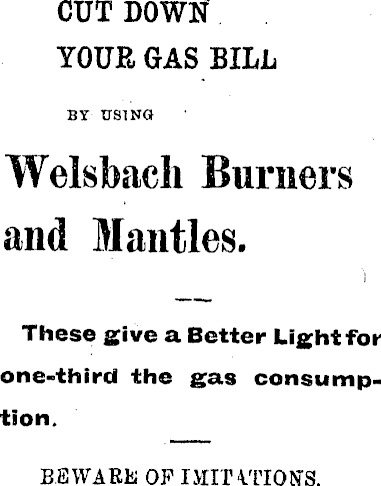 CUT DOWN
YOUR GAS BILL
BY USING
Welsbach Burners
and Mantles.
These give a Better Light for
one-third the gas consump-
tion.
BEWARE OF IMITATIONS.